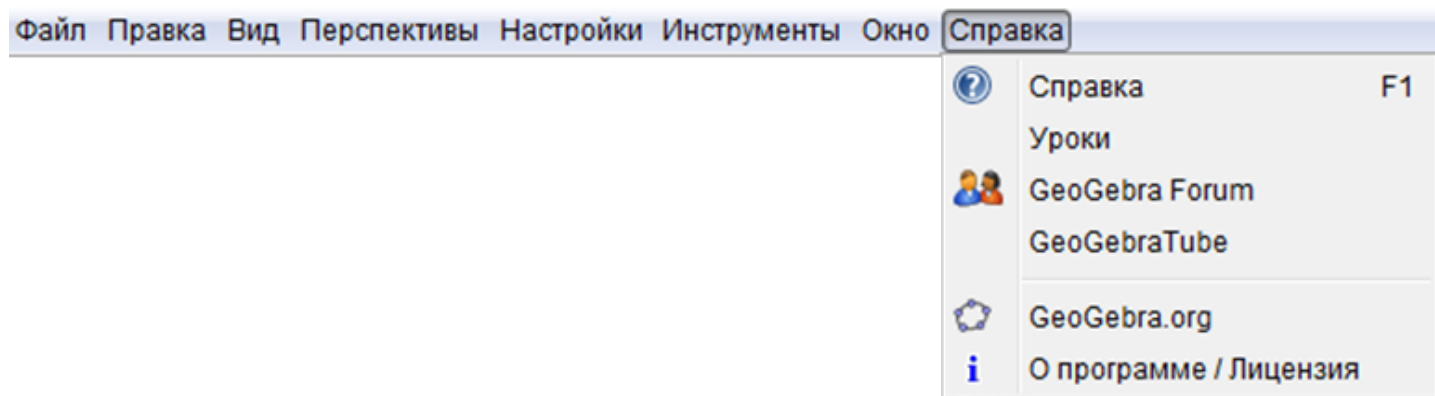 Файл Правка Вид Перспективы Настройки Инструменты Окно Справка
Справка F1
Уроки
GeoGebra Forum
GeoGebraTube
GeoGebra.org
О программе / Лицензия